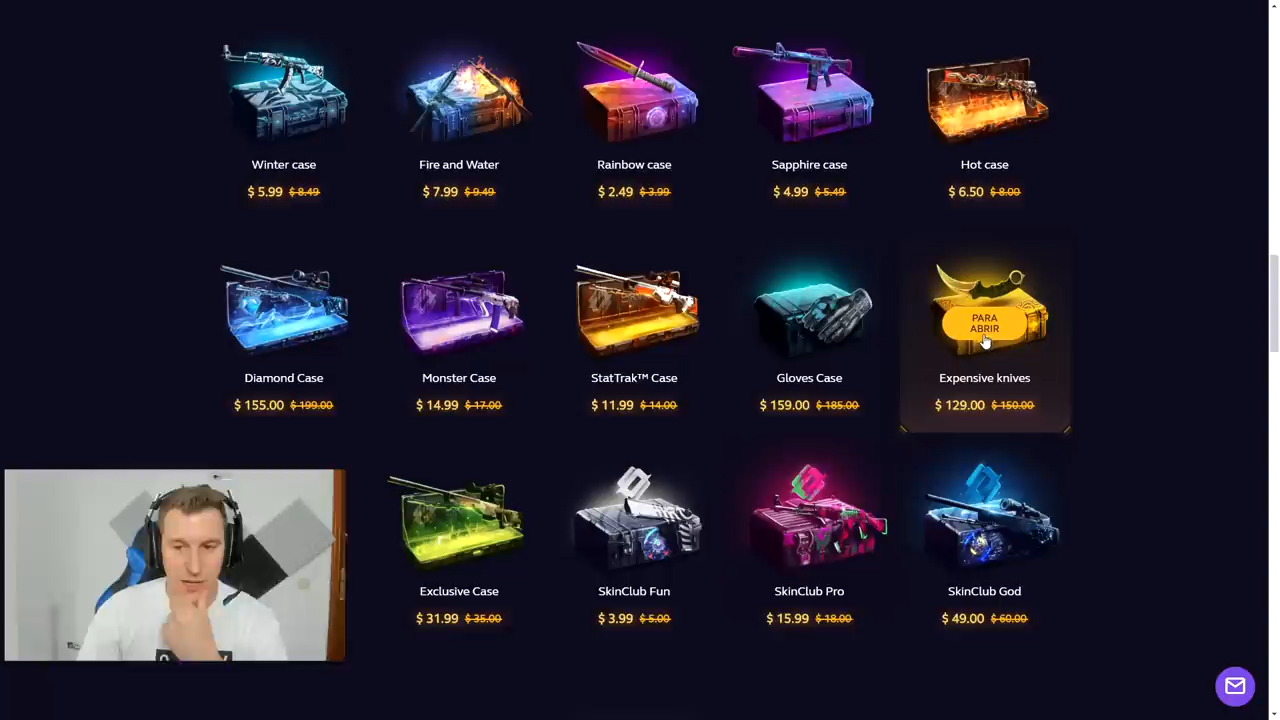 Winter case
Fire and Water
Rainbow case
Sapphire case
Hot case
$ 5.99 $ 8.49
$ 7.99 $ 9.49
$ 2.49 $ 3.99
$ 4.99 $ 5.49
$ 6.50 $ 8.00
PARA
ABRIR
Diamond Case
Monster Case
StatTrak™ Case
Gloves Case
Expensive knives
$ 155.00 $ 199.00
$ 14.99 $ 17.00
$ 11.99 $ 14.00
$ 159.00 $ 185.00
$ 129.00 $ 150.00
Exclusive Case
SkinClub Fun
SkinClub Pro
SkinClub God
$ 31.99 $ 35.00
$ 3.99 $ 5.00
$ 15.99 $ 18.00
$ 49.00 $ 60.00